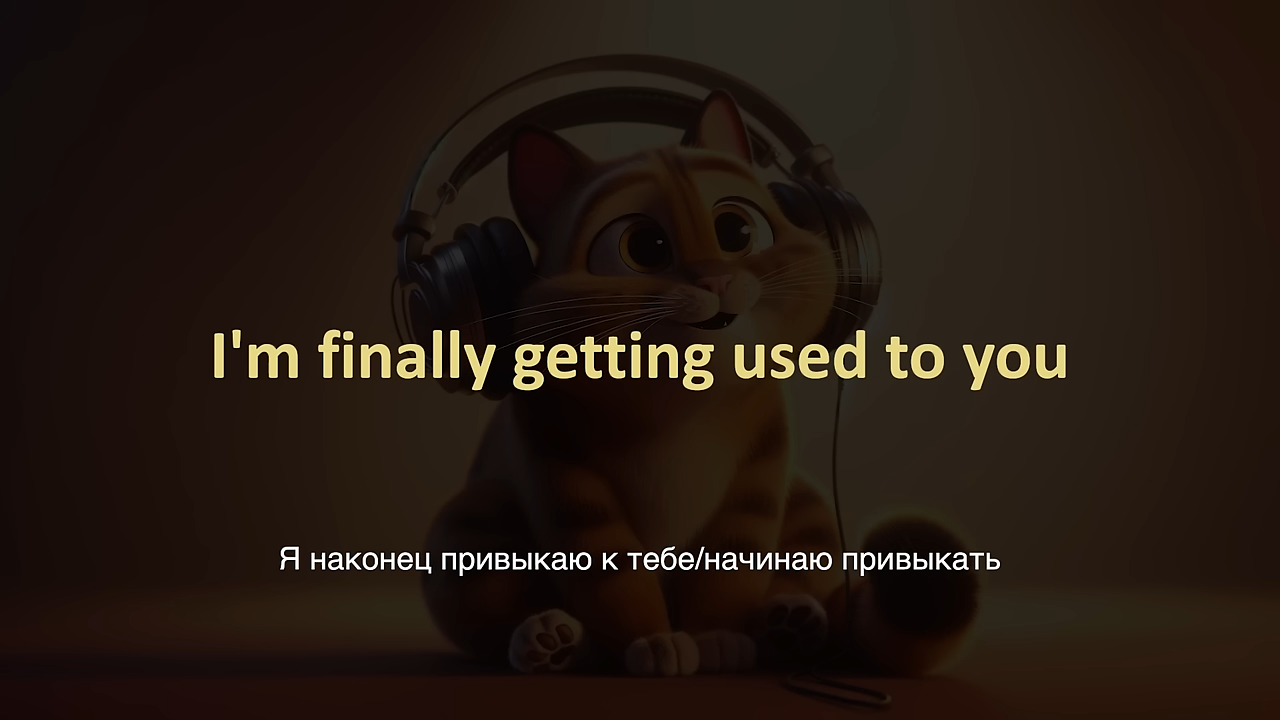 I'm finally getting used to you
Я наконец привыкаю к тебе/начинаю привыкать